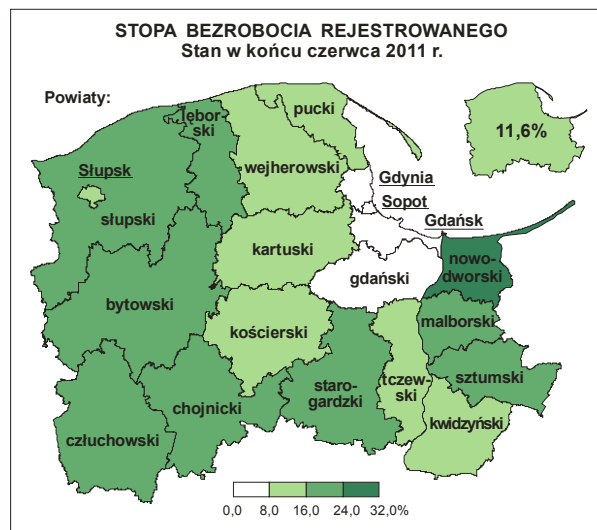 STOPA BEZROBOCIA REJESTROWANEGO
Stan w końcu czerwca 2011 r.
Powiaty:
pucki
lębor-
ski
11,6%
wejherowski
Słupsk
Gdynia
Sopot
Gdańsk
słupski
kartuski
nowo-
dworski
gdański
bytowski
malborski
kościerski
sztumski
staro-
gardzki
tczew-
ski
chojnicki
człuchowski
kwidzyński
0,0 8,0 16,0 24,0 32,0%